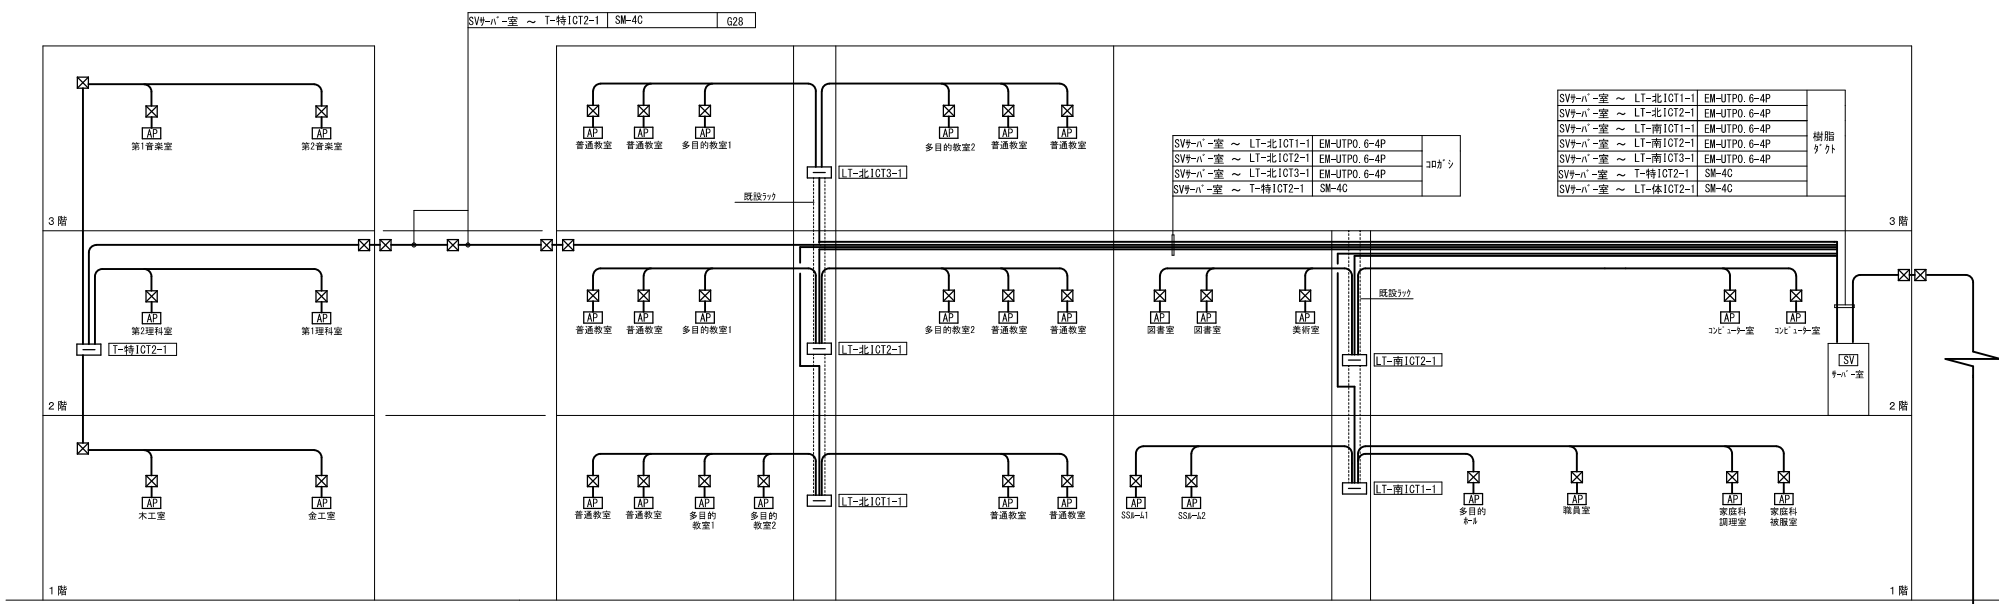 SVサーバー室 ～ T-特ICT2-1 SM-4C G28
AP AP
第1音楽室 第2音楽室
3階
AP AP AP AP AP AP
普通教室 普通教室 多目的教室1 多目的教室2 普通教室 普通教室
LT-北ICT3-1
既設ラック
SVサーバー室 ～ LT-北ICT1-1 EM-UTP0.6-4P
SVサーバー室 ～ LT-北ICT2-1 EM-UTP0.6-4P
SVサーバー室 ～ LT-北ICT3-1 EM-UTP0.6-4P
SVサーバー室 ～ T-特ICT2-1 SM-4C
コロガシ
SVサーバー室 ～ LT-北ICT1-1 EM-UTP0.6-4P
SVサーバー室 ～ LT-北ICT2-1 EM-UTP0.6-4P
SVサーバー室 ～ LT-南ICT1-1 EM-UTP0.6-4P
SVサーバー室 ～ LT-南ICT2-1 EM-UTP0.6-4P
SVサーバー室 ～ LT-南ICT3-1 EM-UTP0.6-4P
SVサーバー室 ～ T-特ICT2-1 SM-4C
SVサーバー室 ～ LT-体ICT2-1 SM-4C
樹脂
ダクト
3階
AP AP
第2理科室 第1理科室
T-特ICT2-1
2階
AP AP AP AP AP AP
普通教室 普通教室 多目的教室1 多目的教室2 普通教室 普通教室
LT-北ICT2-1
既設ラック
AP AP AP AP AP
図書室 図書室 美術室 コンピューター室 コンピューター室
LT-南ICT2-1
SV
サーバー室
2階
AP AP
木工室 金工室
1階
AP AP AP AP AP AP
普通教室 普通教室 多目的 多目的 普通教室 普通教室
教室1 教室2
LT-北ICT1-1
AP AP AP AP AP AP
SSルーム1 SSルーム2 多目的 職員室 家庭科 家庭科
ホール 調理室 被服室
LT-南ICT1-1
1階